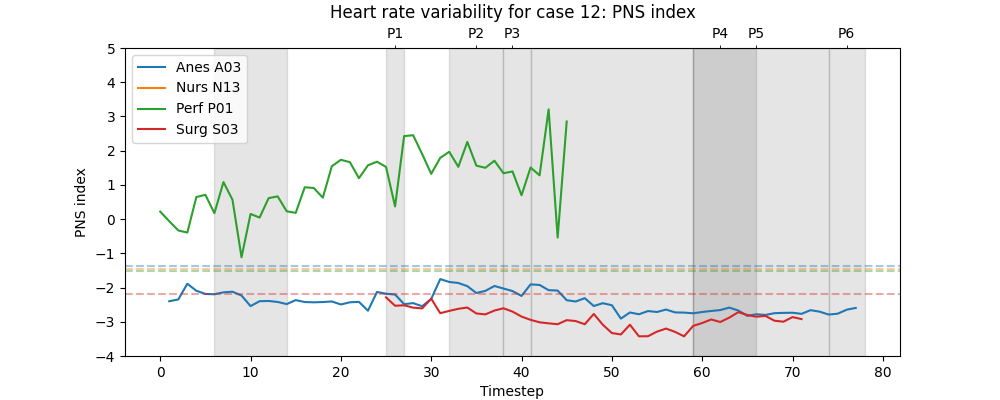 Heart rate variability for case 12: PNS index
P1 P2 P3 P4 P5 P6
5
4
3
2
1
0
−1
−2
−3
−4
PNS index
Anes A03
Nurs N13
Perf P01
Surg S03
0 10 20 30 40 50 60 70 80
Timestep